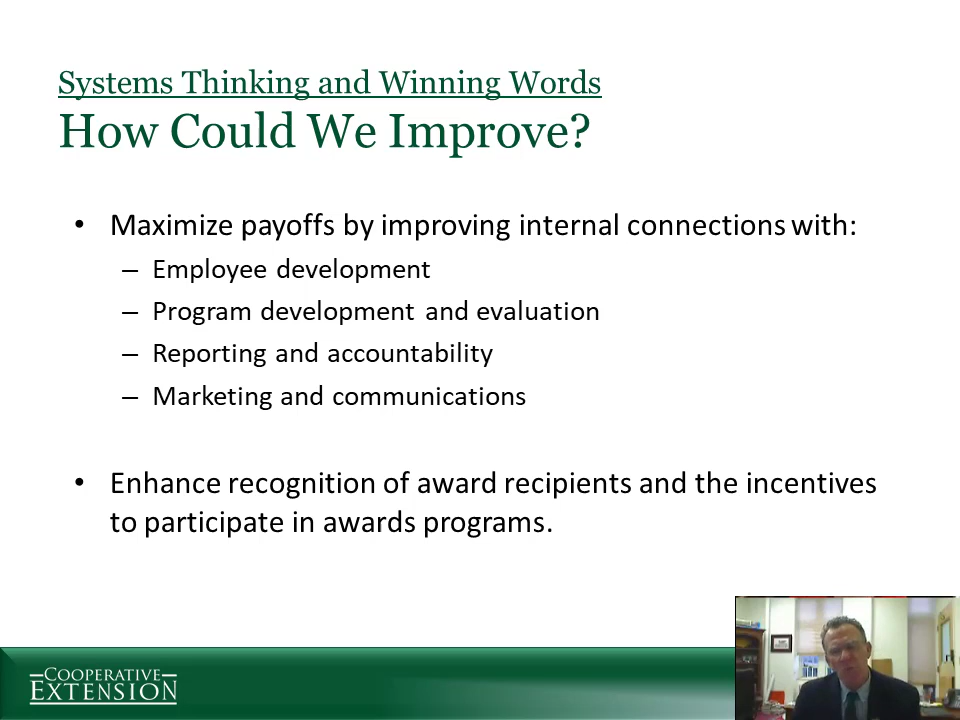 Systems Thinking and Winning Words
How Could We Improve?
• Maximize payoffs by improving internal connections with:
– Employee development
– Program development and evaluation
– Reporting and accountability
– Marketing and communications
• Enhance recognition of award recipients and the incentives
to participate in awards programs.
COOPERATIVE
EXTENSION